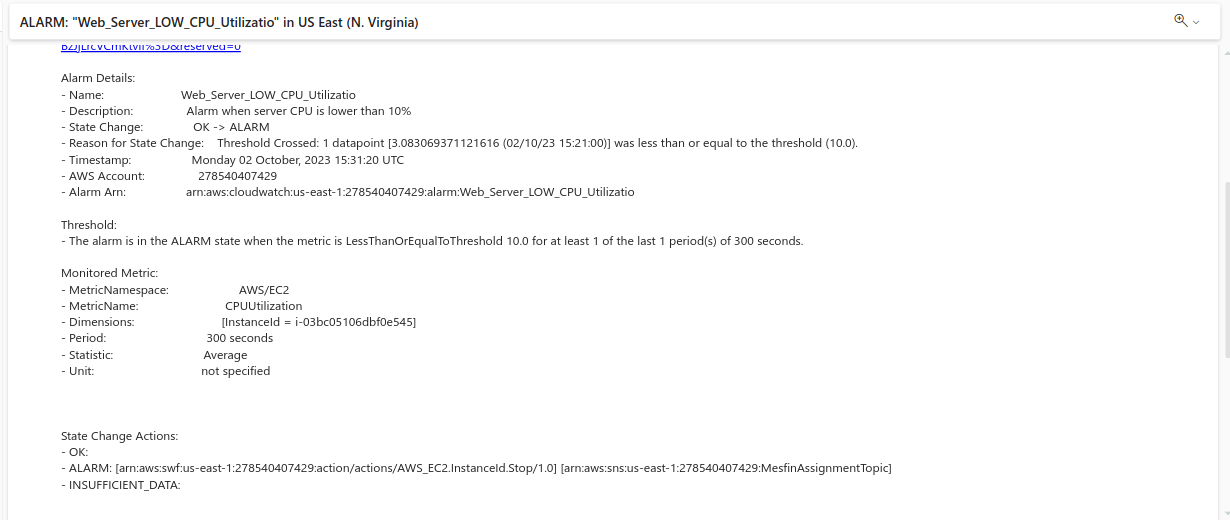 ALARM: "Web_Server_LOW_CPU_Utilizatio" in US East (N. Virginia)
Alarm Details:
- Name: Web_Server_LOW_CPU_Utilizatio
- Description: Alarm when server CPU is lower than 10%
- State Change: OK -> ALARM
- Reason for State Change: Threshold Crossed: 1 datapoint [3.083069371121616 (02/10/23 15:21:00)] was less than or equal to the threshold (10.0).
- Timestamp: Monday 02 October, 2023 15:31:20 UTC
- AWS Account: 278540407429
- Alarm Arn: arn:aws:cloudwatch:us-east-1:278540407429:alarm:Web_Server_LOW_CPU_Utilizatio
Threshold:
- The alarm is in the ALARM state when the metric is LessThanOrEqualToThreshold 10.0 for at least 1 of the last 1 period(s) of 300 seconds.
Monitored Metric:
- MetricNamespace: AWS/EC2
- MetricName: CPUUtilization
- Dimensions: [InstanceId = i-03bc05106dbf0e545]
- Period: 300 seconds
- Statistic: Average
- Unit: not specified
State Change Actions:
- OK:
- ALARM: [arn:aws:swf:us-east-1:278540407429:action/actions/AWS_EC2.InstanceId.Stop/1.0] [arn:aws:sns:us-east-1:278540407429:MesfinAssignmentTopic]
- INSUFFICIENT_DATA: